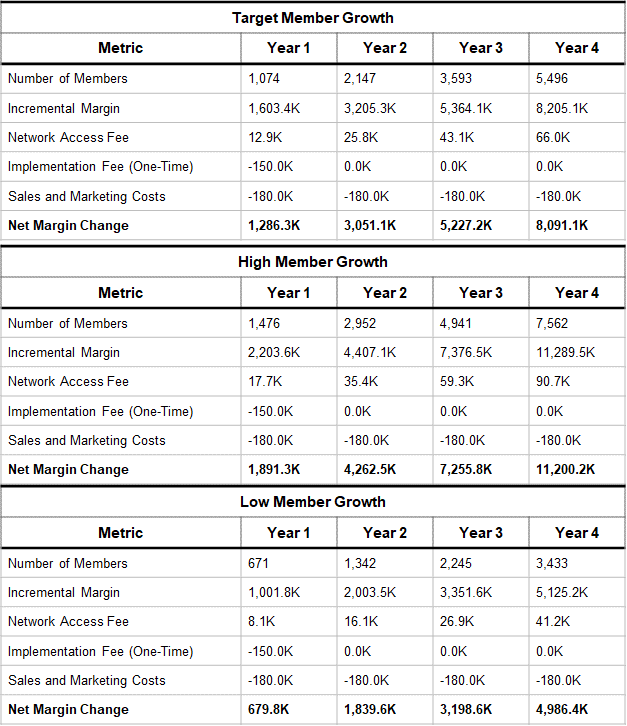 Target Member Growth
Metric Year 1 Year 2 Year 3 Year 4
Number of Members 1,074 2,147 3,593 5,496
Incremental Margin 1,603.4K 3,205.3K 5,364.1K 8,205.1K
Network Access Fee 12.9K 25.8K 43.1K 66.0K
Implementation Fee (One-Time) -150.0K 0.0K 0.0K 0.0K
Sales and Marketing Costs -180.0K -180.0K -180.0K -180.0K
Net Margin Change 1,286.3K 3,051.1K 5,227.2K 8,091.1K
High Member Growth
Metric Year 1 Year 2 Year 3 Year 4
Number of Members 1,476 2,952 4,941 7,562
Incremental Margin 2,203.6K 4,407.1K 7,376.5K 11,289.5K
Network Access Fee 17.7K 35.4K 59.3K 90.7K
Implementation Fee (One-Time) -150.0K 0.0K 0.0K 0.0K
Sales and Marketing Costs -180.0K -180.0K -180.0K -180.0K
Net Margin Change 1,891.3K 4,262.5K 7,255.8K 11,200.2K
Low Member Growth
Metric Year 1 Year 2 Year 3 Year 4
Number of Members 671 1,342 2,245 3,433
Incremental Margin 1,001.8K 2,003.5K 3,351.6K 5,125.2K
Network Access Fee 8.1K 16.1K 26.9K 41.2K
Implementation Fee (One-Time) -150.0K 0.0K 0.0K 0.0K
Sales and Marketing Costs -180.0K -180.0K -180.0K -180.0K
Net Margin Change 679.8K 1,839.6K 3,198.6K 4,986.4K